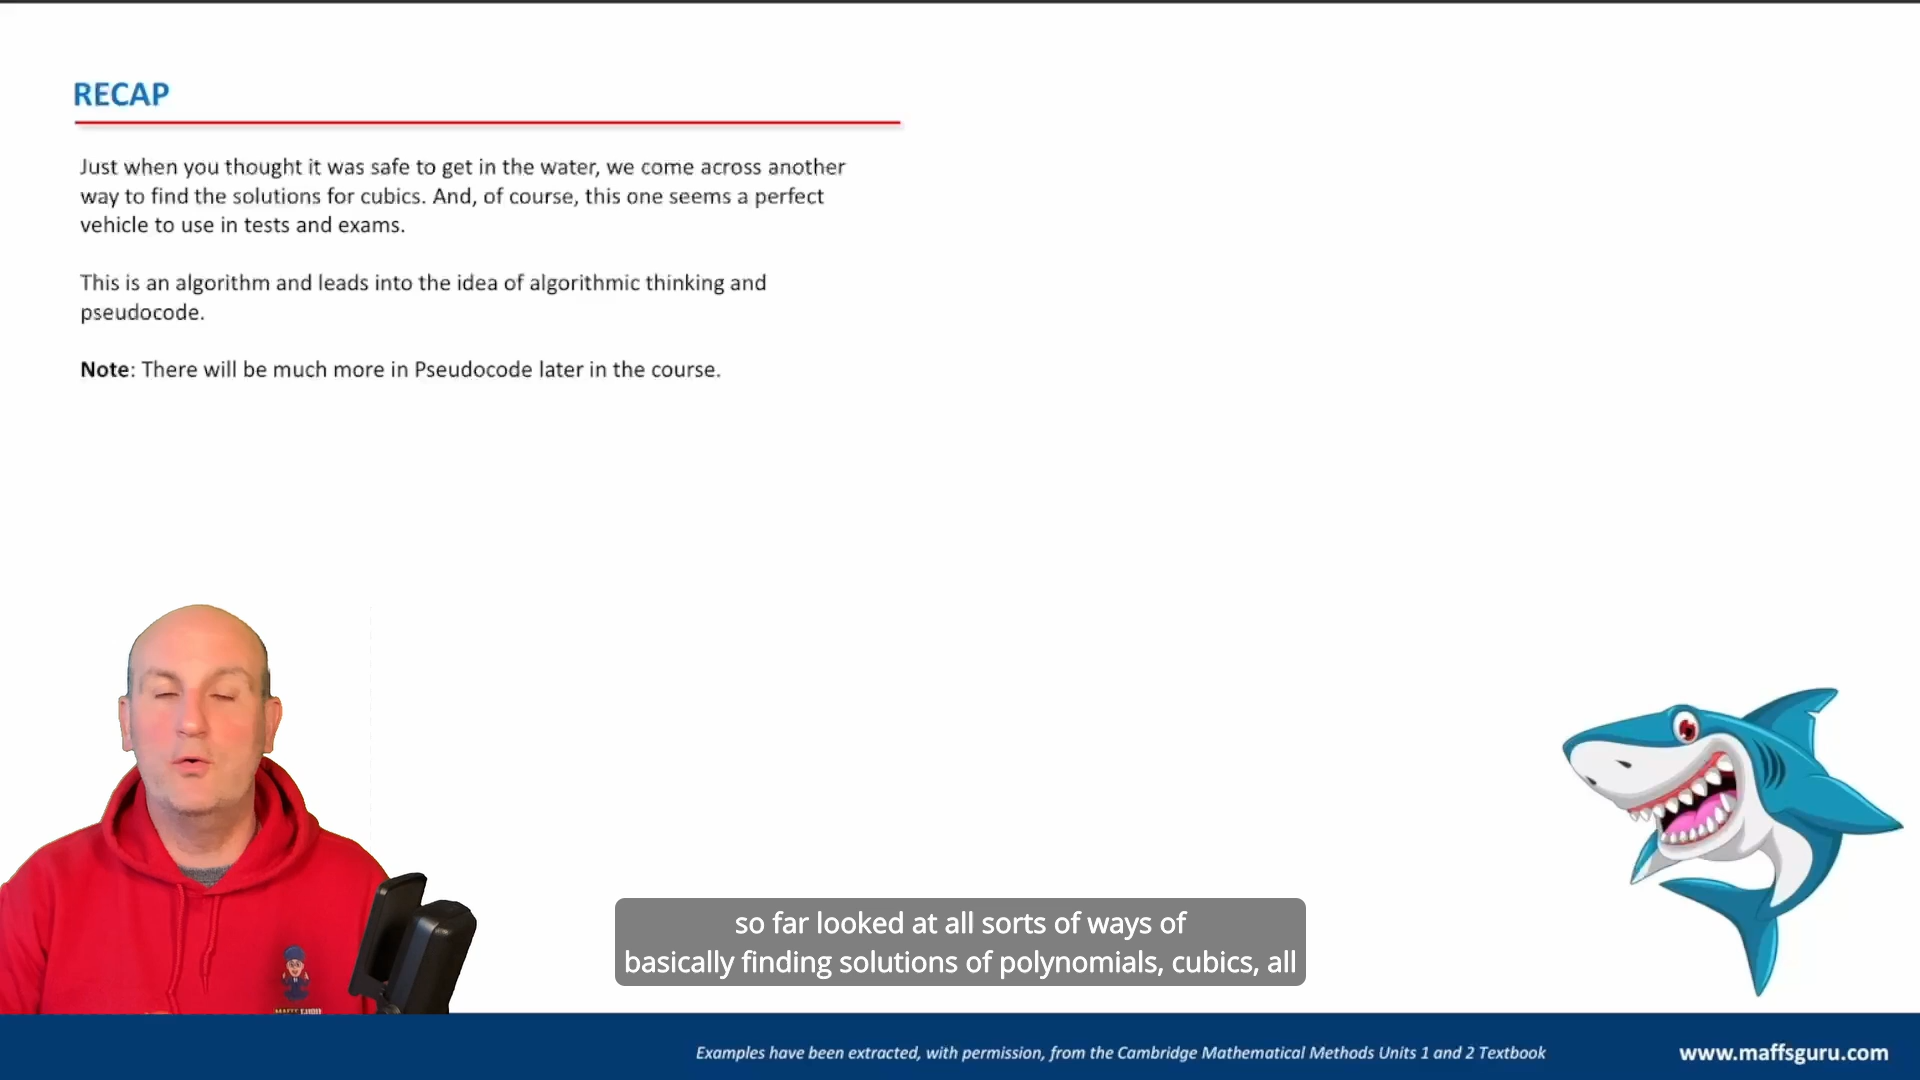 RECAP
Just when you thought it was safe to get in the water, we come across another
way to find the solutions for cubics. And, of course, this one seems a perfect
vehicle to use in tests and exams.
This is an algorithm and leads into the idea of algorithmic thinking and
pseudocode.
Note: There will be much more in Pseudocode later in the course.
so far looked at all sorts of ways of
basically finding solutions of polynomials, cubics, all
Examples have been extracted, with permission, from the Cambridge Mathematical Methods Units 1 and 2 Textbook
www.maffsguru.com